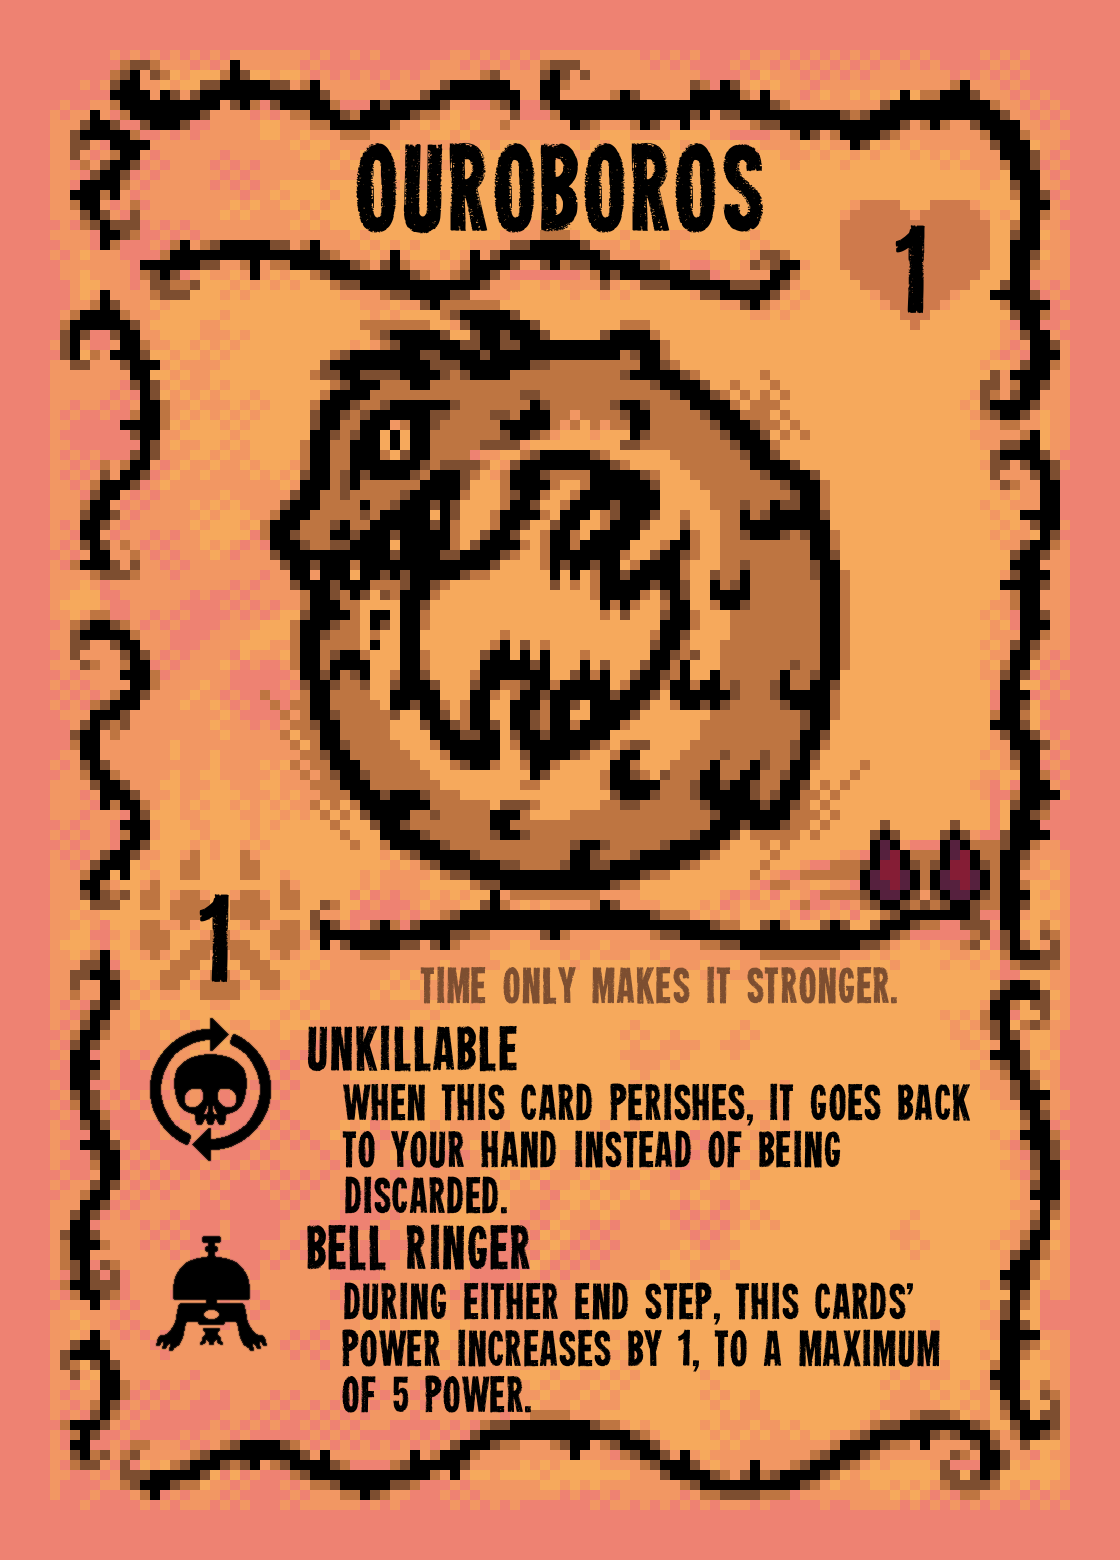 OUROBOROS
1
1
TIME ONLY MAKES IT STRONGER.
UNKILLABLE
WHEN THIS CARD PERISHES, IT GOES BACK
TO YOUR HAND INSTEAD OF BEING
DISCARDED.
BELL RINGER
DURING EITHER END STEP, THIS CARDS'
POWER INCREASES BY 1, TO A MAXIMUM
OF 5 POWER.